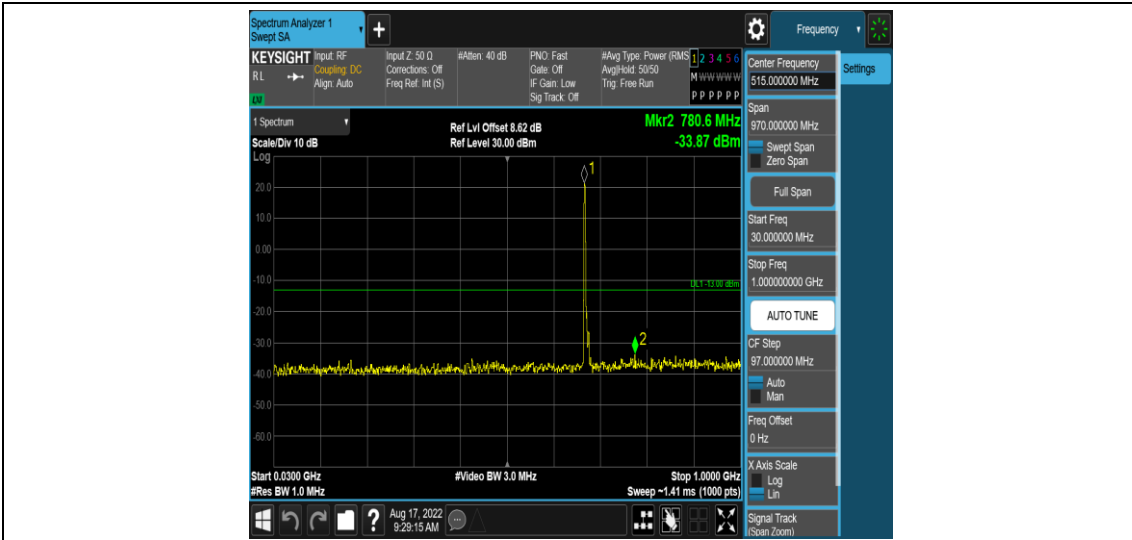 Spectrum Analyzer 1
Swept SA
+
Frequency
KEYSIGHT
RL
LXI
Input: RF
Coupling: DC
Align: Auto
Input Z: 50 Ω
Corrections: Off
Freq Ref: Int (S)
#Atten: 40 dB
PNO: Fast
Gate: Off
IF Gain: Low
Sig Track: Off
#Avg Type: Power (RMS
Avg|Hold: 50/50
Trig: Free Run
1 2 3 4 5 6
M W W W W W
P P P P P P
1 Spectrum
Scale/Div 10 dB
Log
Ref Lvl Offset 8.62 dB
Ref Level 30.00 dBm
Mkr2 780.6 MHz
-33.87 dBm
1
20.0
10.0
0.00
-10.0
DL1 -13.00 dBm
-20.0
-30.0
2
-40.0
-50.0
-60.0
Start 0.0300 GHz
#Res BW 1.0 MHz
#Video BW 3.0 MHz
Stop 1.0000 GHz
Sweep ~1.41 ms (1000 pts)
?
Aug 17, 2022
9:29:15 AM
Center Frequency
515.000000 MHz
Settings
Span
970.000000 MHz
Swept Span
Zero Span
Full Span
Start Freq
30.000000 MHz
Stop Freq
1.000000000 GHz
AUTO TUNE
CF Step
97.000000 MHz
Auto
Man
Freq Offset
0 Hz
X Axis Scale
Log
Lin
Signal Track
(Span Zoom)